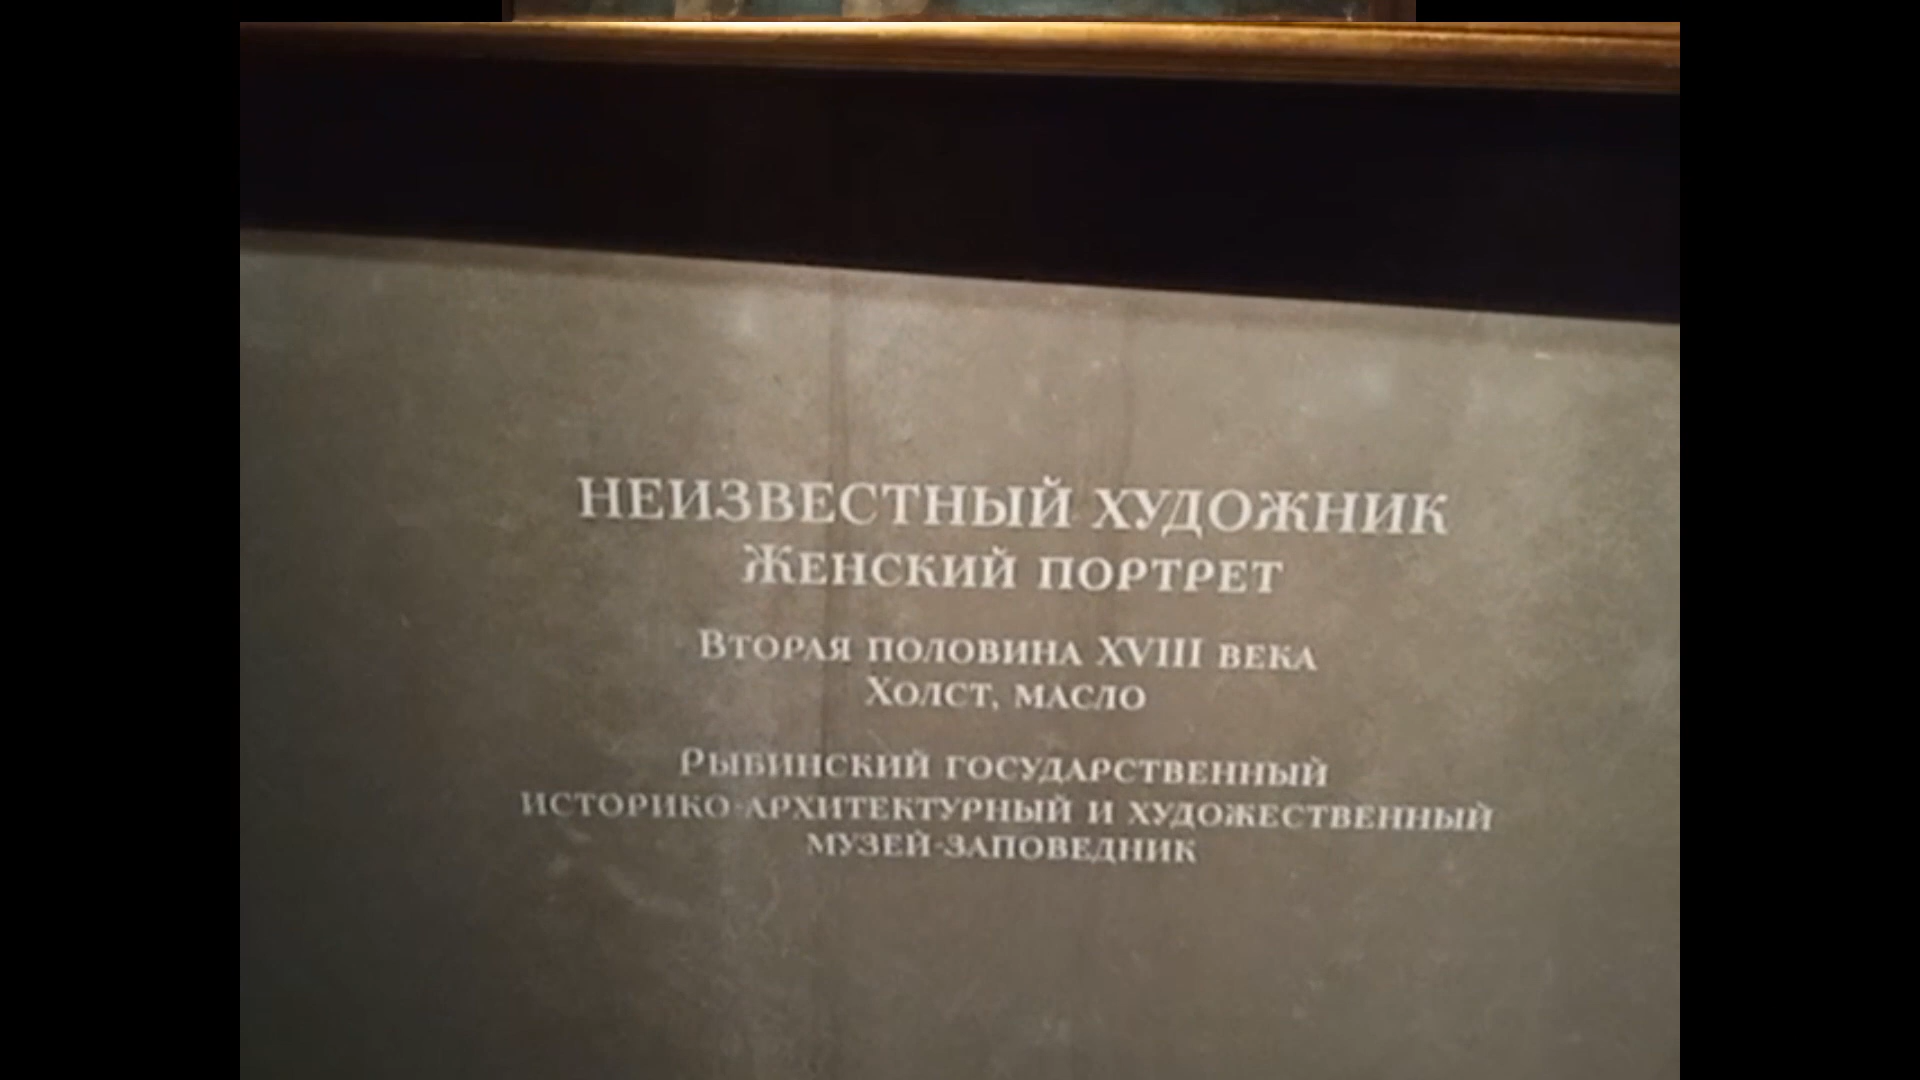 НЕИЗВЕСТНЫЙ ХУДОЖНИК
ЖЕНСКИЙ ПОРТРЕТ
ВТОРАЯ ПОЛОВИНА XVIII ВЕКА
ХОЛСТ, МАСЛО
РЫБИНСКИЙ ГОСУДАРСТВЕННЫЙ
ИСТОРИКО-АРХИТЕКТУРНЫЙ И ХУДОЖЕСТВЕННЫЙ
МУЗЕЙ-ЗАПОВЕДНИК